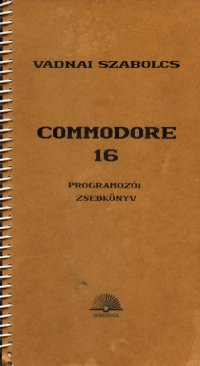 VADNAI SZABOLCS
COMMODORE
16
PROGRAMOZÓI
ZSEBKÖNYV